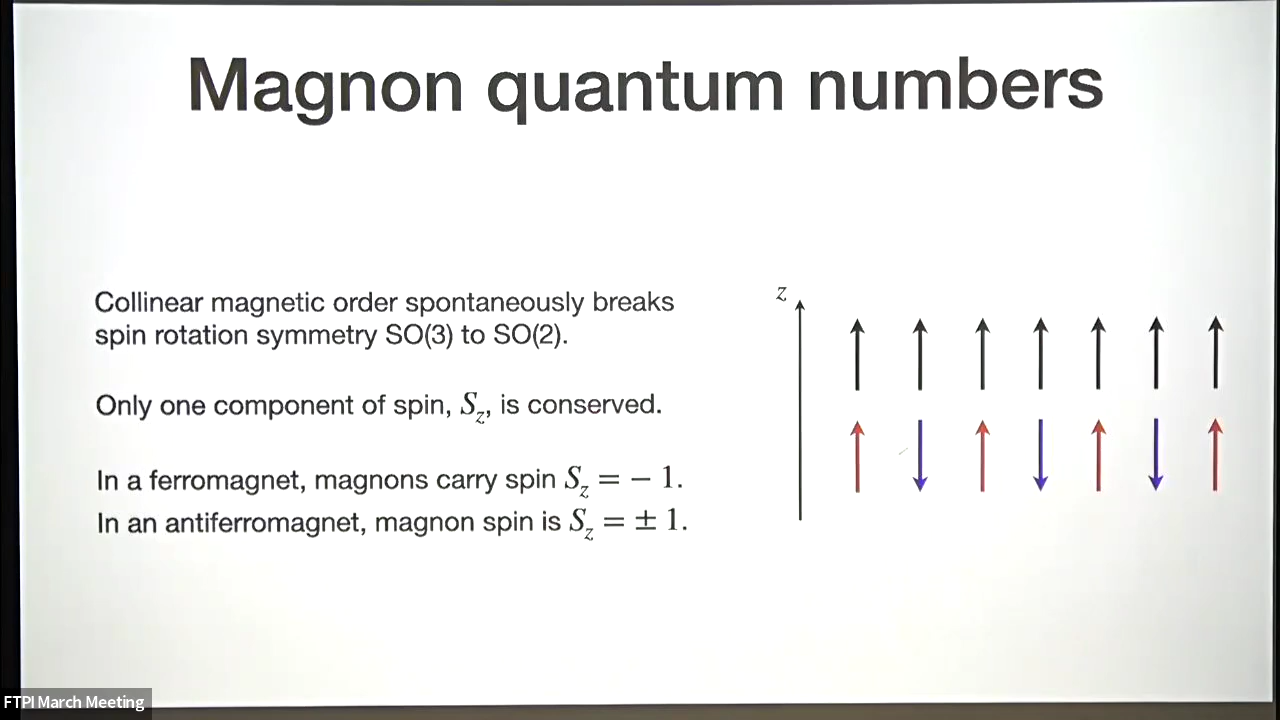 Magnon quantum numbers
Collinear magnetic order spontaneously breaks
spin rotation symmetry SO(3) to SO(2).
Only one component of spin, S_z, is conserved.
In a ferromagnet, magnons carry spin S_z = − 1.
In an antiferromagnet, magnon spin is S_z = ± 1.
z
FTPI March Meeting